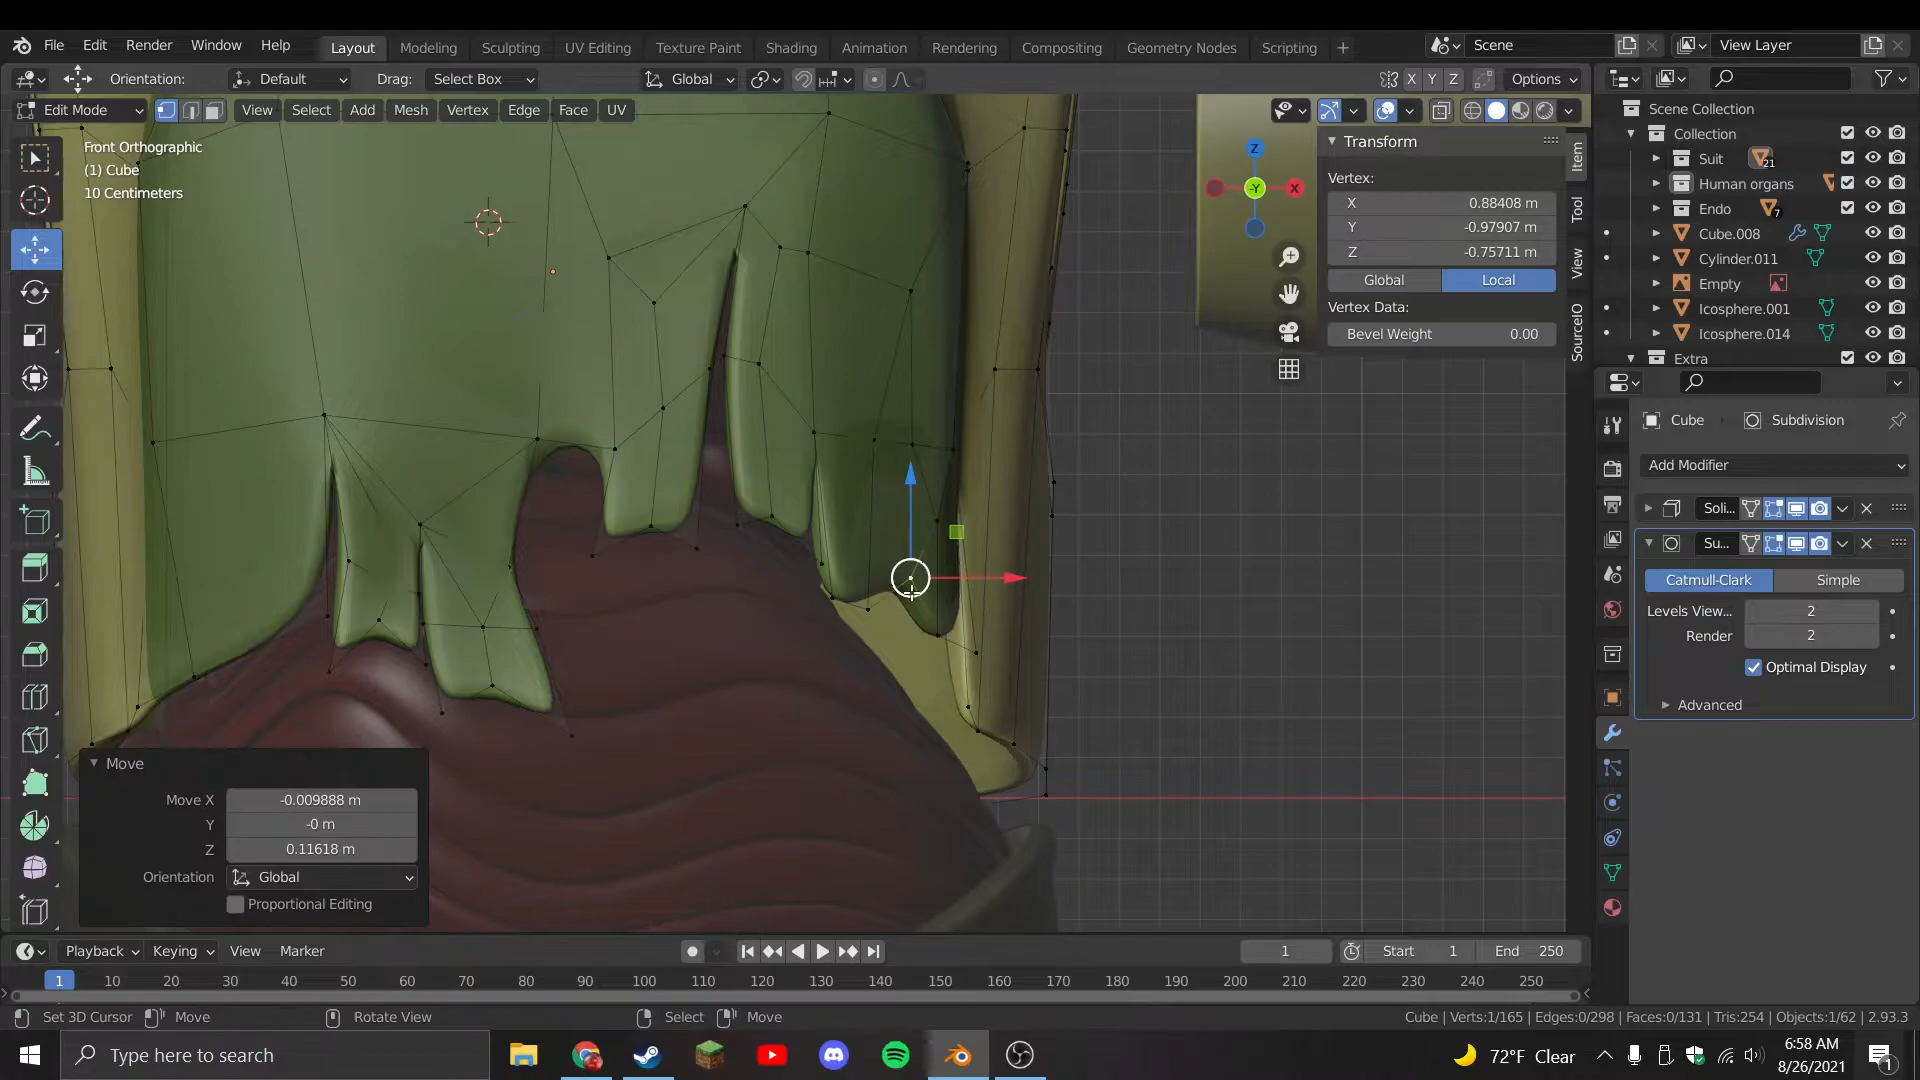 File Edit Render Window Help Layout Modeling Sculpting UV Editing Texture Paint Shading Animation Rendering Compositing Geometry Nodes Scripting Scene View Layer
Orientation: Default Drag: Select Box Global X Y Z Options
Edit Mode View Select Add Mesh Vertex Edge Face UV
Scene Collection
Collection
Suit 21
Human organs
Endo 7
Cube.008
Cylinder.011
Empty
Icosphere.001
Icosphere.014
Extra
Front Orthographic
(1) Cube
10 Centimeters
Z
-Y
X
Transform
Vertex:
X 0.88408 m
Y -0.97907 m
Z -0.75711 m
Global Local
Vertex Data:
Bevel Weight 0.00
Item
Tool
View
SourceIO
Cube Subdivision
Add Modifier
Soli...
Su...
Catmull-Clark Simple
Levels View... 2
Render 2
Optimal Display
Advanced
Move
Move X -0.009888 m
Y -0 m
Z 0.11618 m
Orientation Global
Proportional Editing
Playback Keying View Marker 1 Start 1 End 250
1 10 20 30 40 50 60 70 80 90 100 110 120 130 140 150 160 170 180 190 200 210 220 230 240 250
Set 3D Cursor Move Rotate View Select Move Cube | Verts:1/165 | Edges:0/298 | Faces:0/131 | Tris:254 | Objects:1/62 | 2.93.3
Type here to search
72°F Clear
6:58 AM
8/26/2021
1